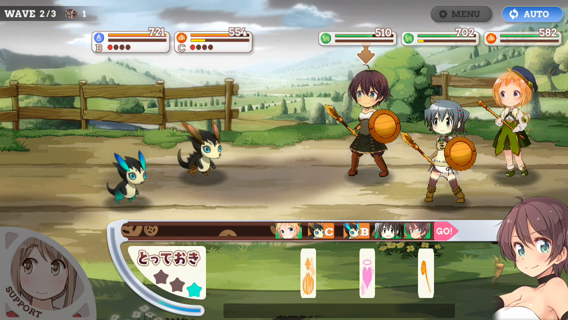 WAVE 2/3 1
MENU
AUTO
721
B
554
C
510
702
582
C
B
GO!
とっておき
SUPPORT